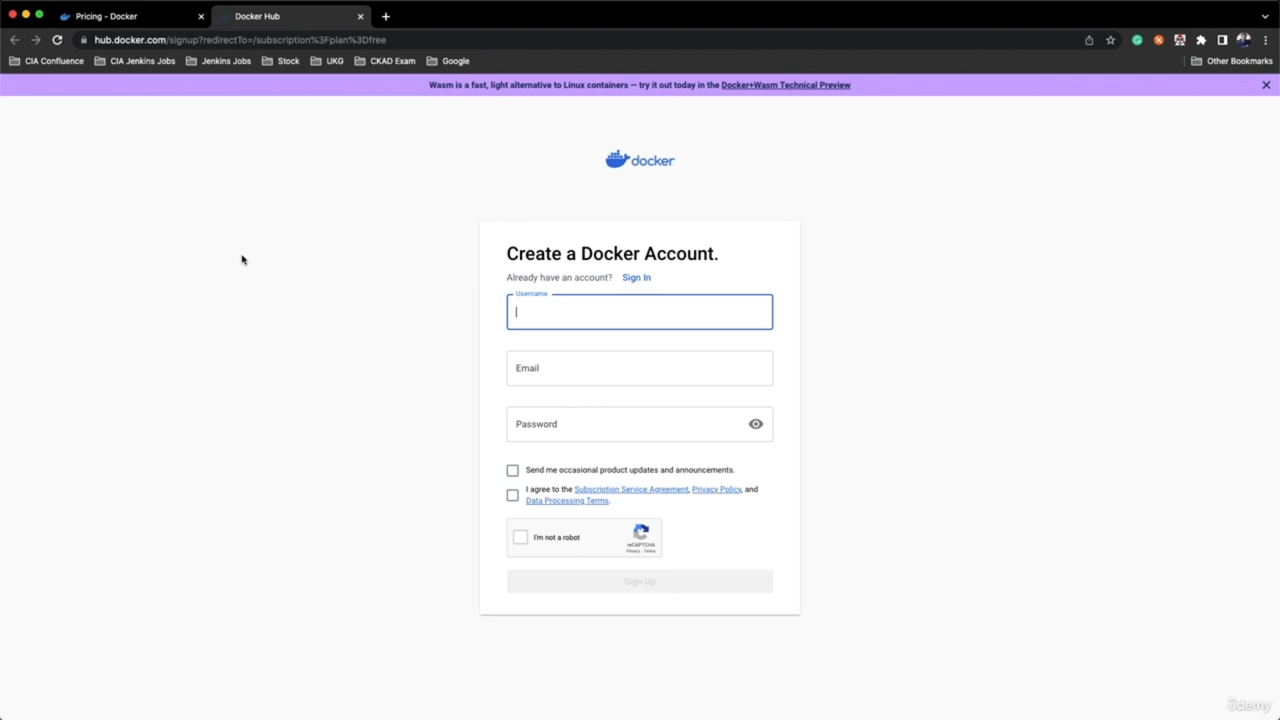 Pricing - Docker
Docker Hub
hub.docker.com/signup?redirectTo=/subscription%3Fplan%3Dfree
CIA Confluence
CIA Jenkins Jobs
Jenkins Jobs
Stock
UKG
CKAD Exam
Google
Other Bookmarks
Wasm is a fast, light alternative to Linux containers — try it out today in the Docker+Wasm Technical Preview
docker
Create a Docker Account.
Already have an account? Sign In
Username
Email
Password
Send me occasional product updates and announcements.
I agree to the Subscription Service Agreement, Privacy Policy, and
Data Processing Terms.
I'm not a robot
reCAPTCHA
Privacy - Terms
Sign Up
ûdemy